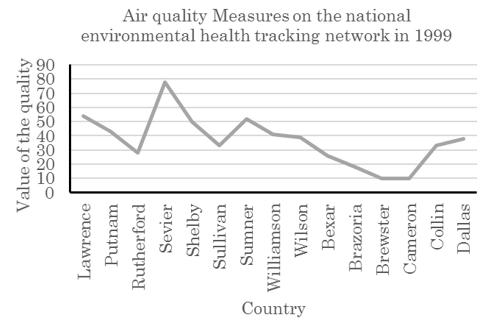 Air quality Measures on the national
environmental health tracking network in 1999
Value of the quality
90
80
70
60
50
40
30
20
10
0
Lawrence
Putnam
Rutherford
Sevier
Shelby
Sullivan
Sumner
Williamson
Wilson
Bexar
Brazoria
Brewster
Cameron
Collin
Dallas
Country